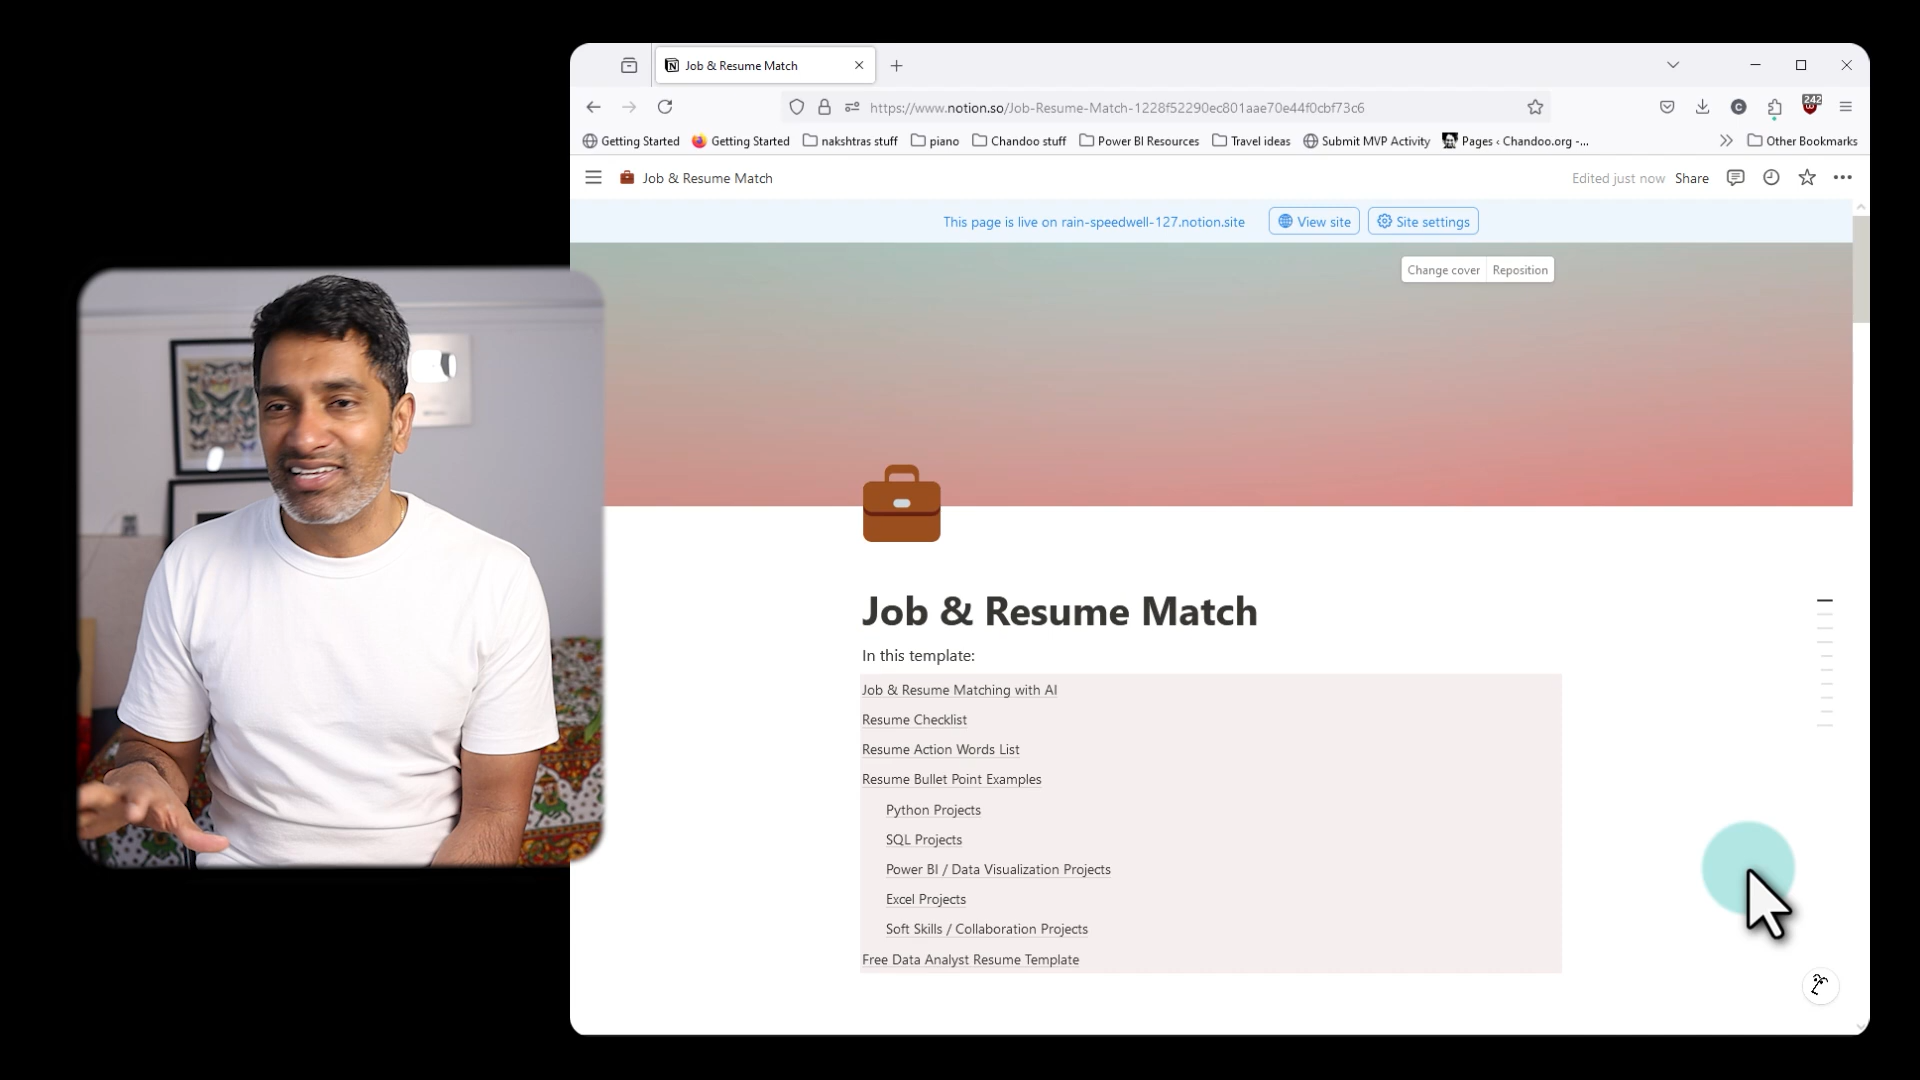 Job & Resume Match
https://www.notion.so/Job-Resume-Match-1228f52290ec801aae70e44f0cbf73c6
C
242
Getting Started
Getting Started
nakshtras stuff
piano
Chandoo stuff
Power BI Resources
Travel ideas
Submit MVP Activity
Pages ‹ Chandoo.org -...
Other Bookmarks
Job & Resume Match
Edited just now
Share
This page is live on rain-speedwell-127.notion.site
View site
Site settings
Change cover
Reposition
Job & Resume Match
In this template:
Job & Resume Matching with AI
Resume Checklist
Resume Action Words List
Resume Bullet Point Examples
Python Projects
SQL Projects
Power BI / Data Visualization Projects
Excel Projects
Soft Skills / Collaboration Projects
Free Data Analyst Resume Template